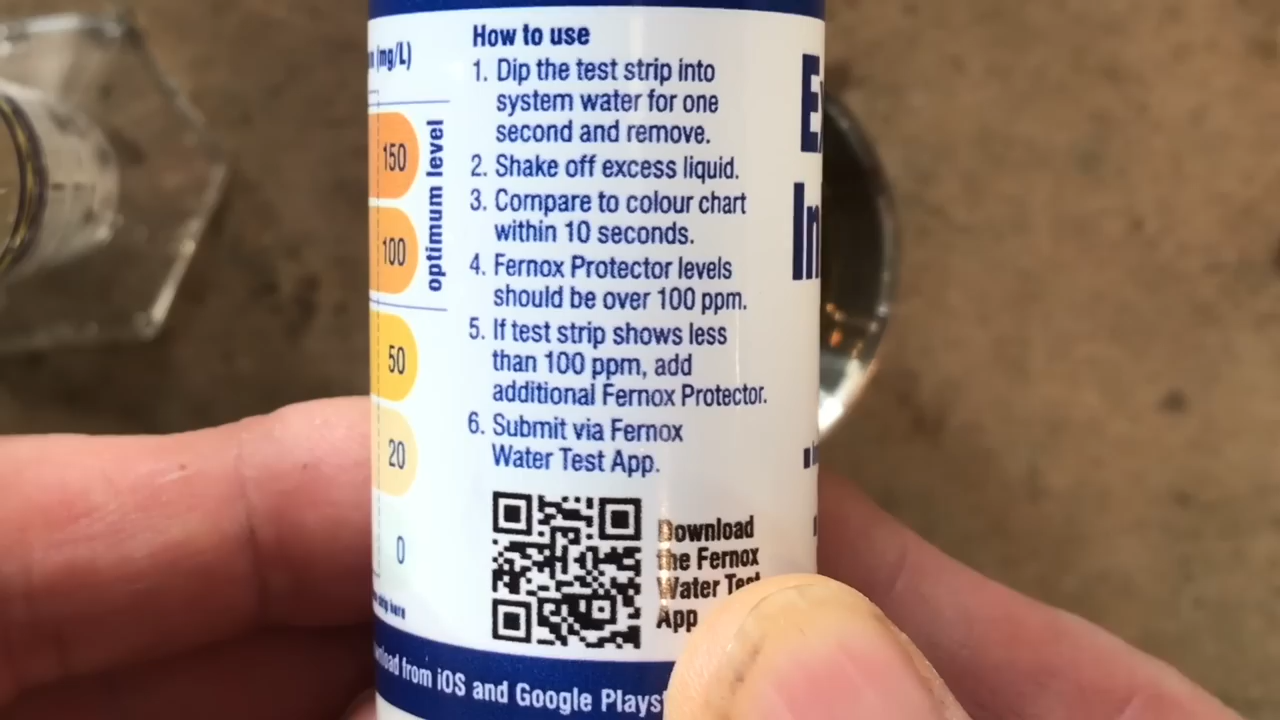 (mg/L)
150
100
50
20
0
optimum level
strip here
How to use
1. Dip the test strip into
system water for one
second and remove.
2. Shake off excess liquid.
3. Compare to colour chart
within 10 seconds.
4. Fernox Protector levels
should be over 100 ppm.
5. If test strip shows less
than 100 ppm, add
additional Fernox Protector.
6. Submit via Fernox
Water Test App.
Download
the Fernox
Water Test
App
from iOS and Google